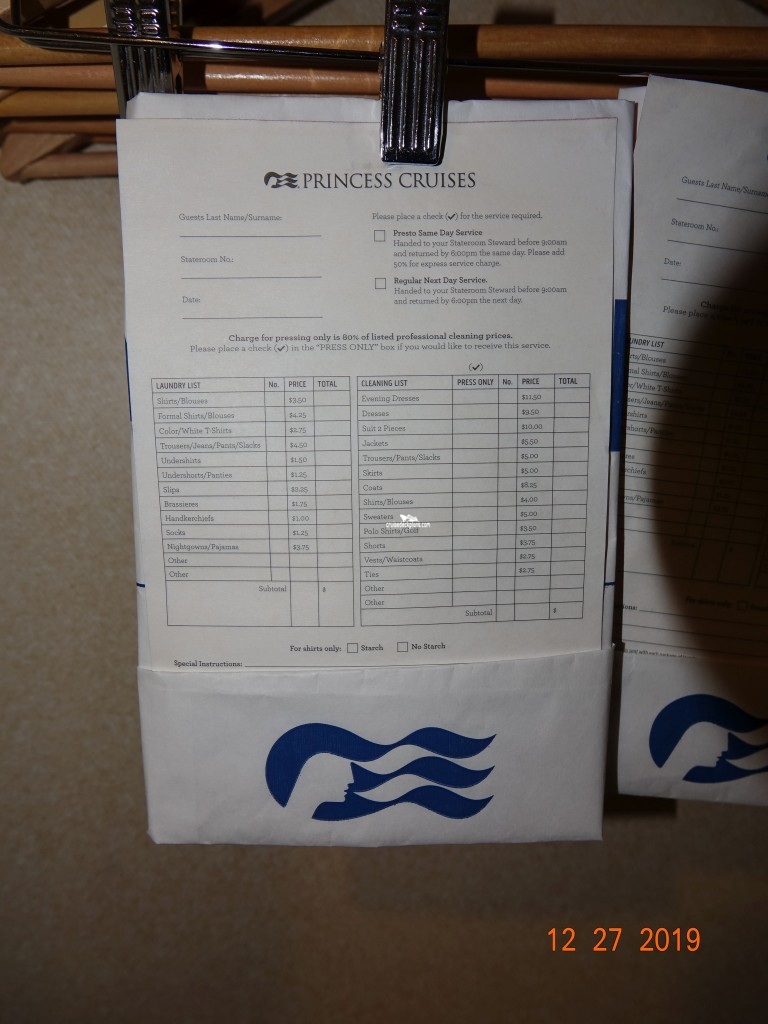 PRINCESS CRUISES
Guests Last Name/Surname:
Please place a check (✓) for the service required.
Presto Same Day Service
Handed to your Stateroom Steward before 9:00am
and returned by 6:00pm the same day. Please add
50% for express service charge.
Stateroom No.:
Regular Next Day Service.
Handed to your Stateroom Steward before 9:00am
and returned by 6:00pm the next day.
Date:
Charge for pressing only is 80% of listed professional cleaning prices.
Please place a check (✓) in the "PRESS ONLY" box if you would like to receive this service.
LAUNDRY LIST No. PRICE TOTAL
Shirts/Blouses $3.50
Formal Shirts/Blouses $4.25
Color/White T-Shirts $2.75
Trousers/Jeans/Pants/Slacks $4.50
Undershirts $1.50
Undershorts/Panties $1.25
Slips $2.25
Brassieres $1.75
Handkerchiefs $1.00
Socks $1.25
Nightgowns/Pajamas $3.75
Other
Other
Subtotal $
(✓)
CLEANING LIST PRESS ONLY No. PRICE TOTAL
Evening Dresses $11.50
Dresses $9.50
Suit 2 Pieces $10.00
Jackets $5.50
Trousers/Pants/Slacks $5.00
Skirts $5.00
Coats $8.25
Shirts/Blouses $4.00
Sweaters $5.00
Polo Shirts/Golf $3.50
Shorts $3.75
Vests/Waistcoats $2.75
Ties $2.75
Other
Other
Subtotal $
For shirts only: Starch No Starch
Special Instructions:
cruisedeckplans.com
Guests Last Name/Surname
Stateroom No.:
Date:
Please place
12 27 2019